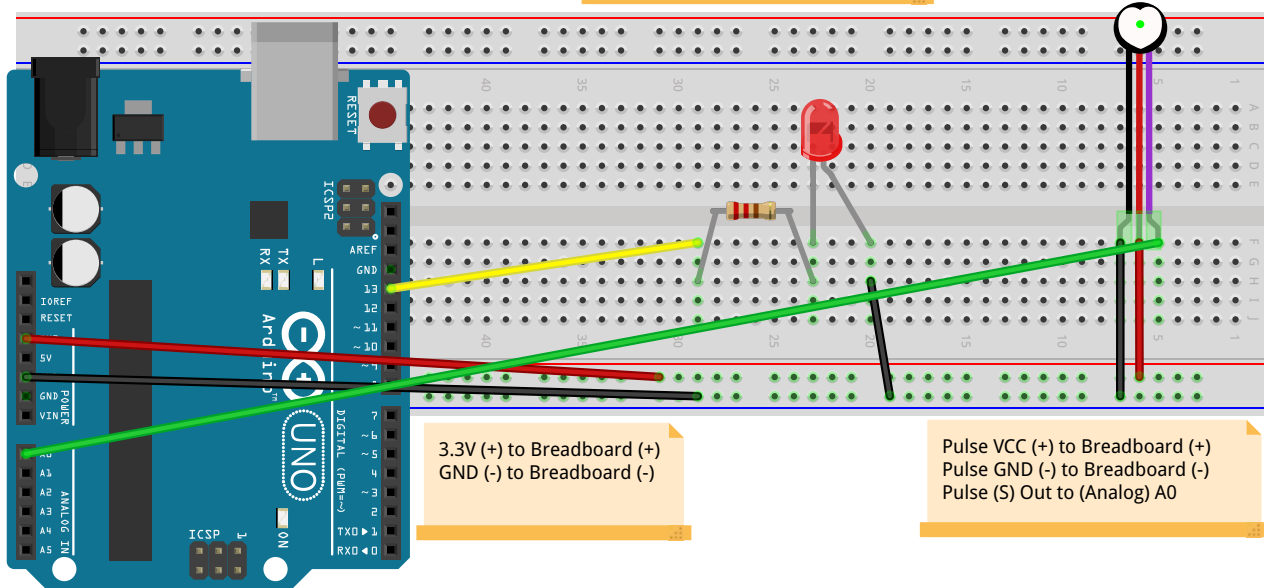 40 35 30 25 20 15 10 5 1
A
B
C
D
E
F
G
H
I
J
RESET
ICSP2
AREF
GND
RX
TX
L
13
12
~11
~10
IOREF
RESET
5V
GND
VIN
POWER
UNO
DIGITAL (PWM=~)
7
~6
~5
4
~3
2
TX0▶1
RX0◀0
A1
A2
A3
A4
A5
ANALOG IN
ICSP
1
ON
3.3V (+) to Breadboard (+)
GND (-) to Breadboard (-)
Pulse VCC (+) to Breadboard (+)
Pulse GND (-) to Breadboard (-)
Pulse (S) Out to (Analog) A0